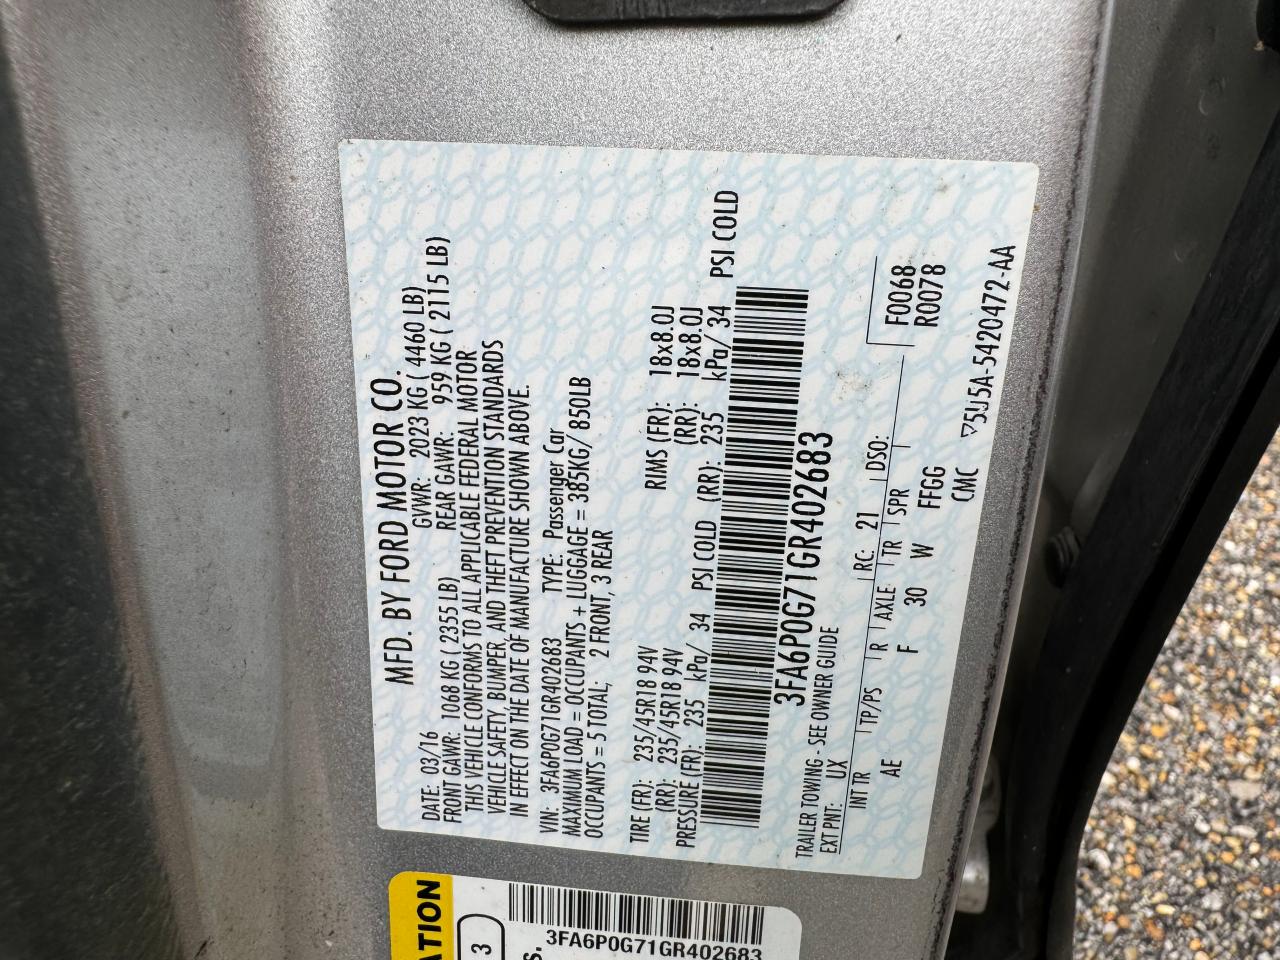 MFD. BY FORD MOTOR CO.
DATE: 03/16 GVWR: 2023 KG ( 4460 LB)
FRONT GAWR: 1068 KG ( 2355 LB) REAR GAWR: 959 KG ( 2115 LB)
THIS VEHICLE CONFORMS TO ALL APPLICABLE FEDERAL MOTOR
VEHICLE SAFETY, BUMPER, AND THEFT PREVENTION STANDARDS
IN EFFECT ON THE DATE OF MANUFACTURE SHOWN ABOVE.
VIN: 3FA6P0G71GR402683 TYPE: Passenger Car
MAXIMUM LOAD = OCCUPANTS + LUGGAGE = 385KG/ 850LB
OCCUPANTS = 5 TOTAL; 2 FRONT, 3 REAR
TIRE (FR): 235/45R18 94V RIMS (FR): 18x8.0J
(RR): 235/45R18 94V (RR): 18x8.0J
PRESSURE (FR): 235 kPa/ 34 PSI COLD (RR): 235 kPa/ 34 PSI COLD
3FA6P0G71GR402683
TRAILER TOWING - SEE OWNER GUIDE
EXT PNT: UX RC: 21 DSO: F0068
INT TR TP/PS R AXLE TR SPR R0078
AE F 30 W FFGG
CMC 5U5A-5420472-AA
ATION
3
S.
3FA6P0G71GR402683